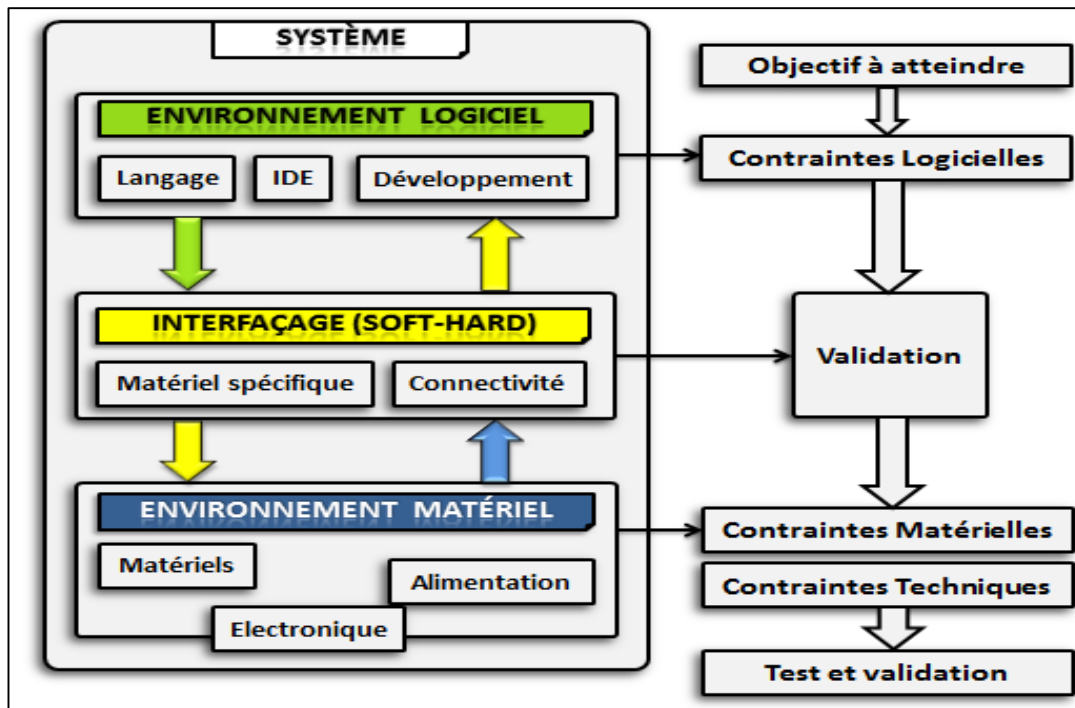 SYSTÈME
ENVIRONNEMENT LOGICIEL
Langage
IDE
Développement
INTERFAÇAGE (SOFT-HARD)
Matériel spécifique
Connectivité
ENVIRONNEMENT MATÉRIEL
Matériels
Alimentation
Electronique
Objectif à atteindre
Contraintes Logicielles
Validation
Contraintes Matérielles
Contraintes Techniques
Test et validation